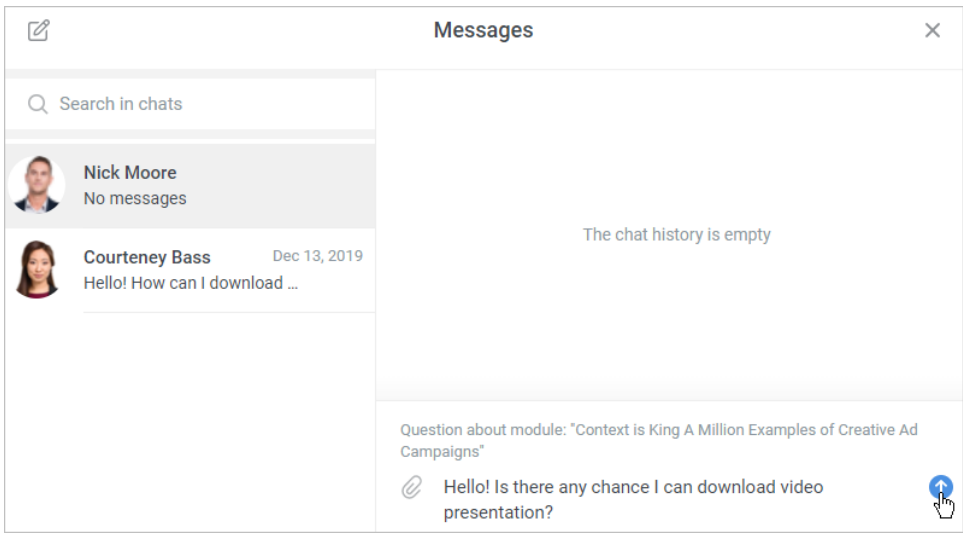 Messages
Search in chats
Nick Moore
No messages
Courteney Bass Dec 13, 2019
Hello! How can I download ...
The chat history is empty
Question about module: "Context is King A Million Examples of Creative Ad
Campaigns"
Hello! Is there any chance I can download video
presentation?